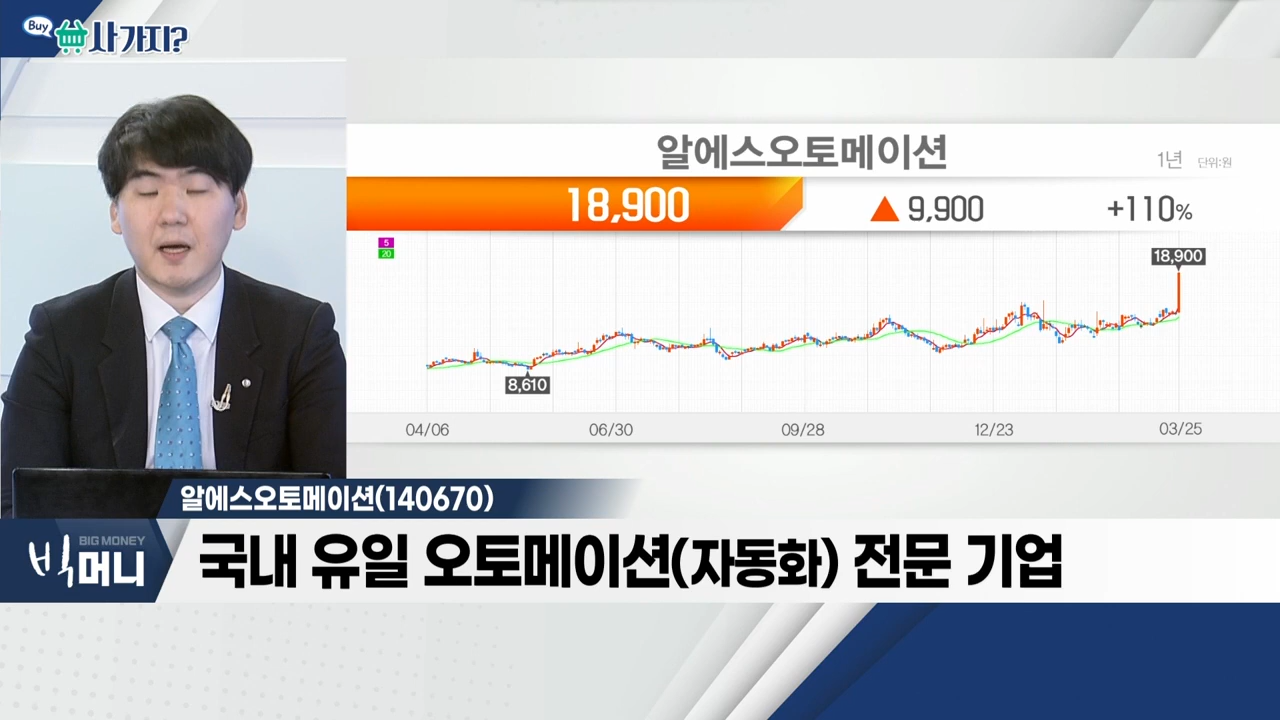 Buy 사가지?
알에스오토메이션
1년 단위:원
18,900 ▲ 9,900 +110%
5
20
18,900
8,610
04/06 06/30 09/28 12/23 03/25
알에스오토메이션(140670)
BIG MONEY
빅머니
국내 유일 오토메이션(자동화) 전문 기업